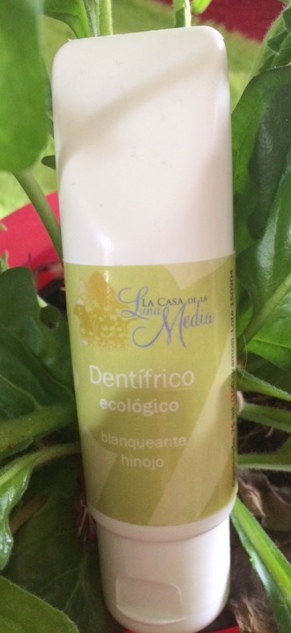 La Casa de la
Luna Media
Dentífrico
ecológico
blanqueante
hinojo